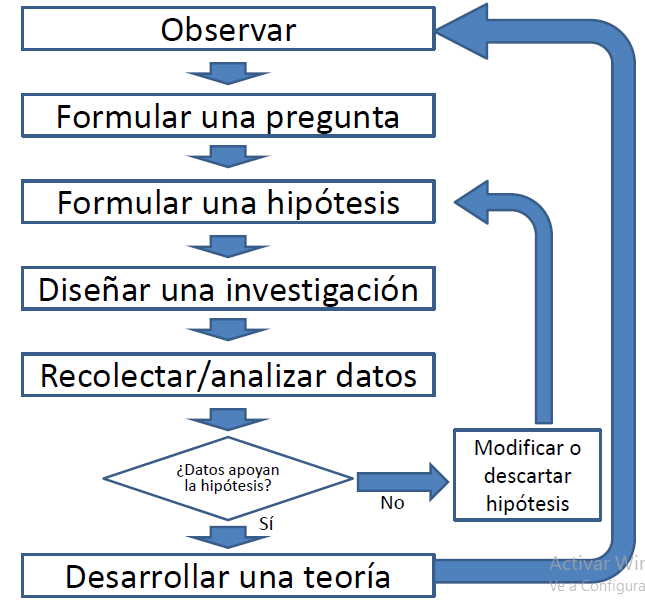 Observar
Formular una pregunta
Formular una hipótesis
Diseñar una investigación
Recolectar/analizar datos
¿Datos apoyan
la hipótesis?
No
Modificar o
descartar
hipótesis
Sí
Desarrollar una teoría
Activar Wir
Ve a Configura